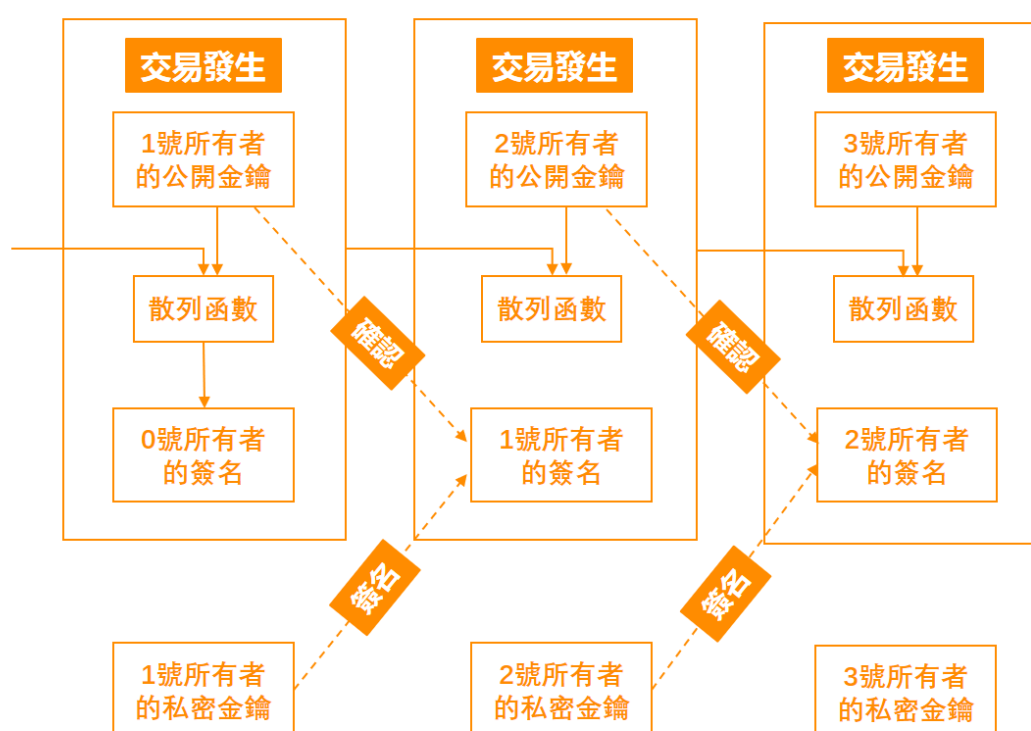 交易發生
1號所有者
的公開金鑰
散列函數
0號所有者
的簽名
交易發生
2號所有者
的公開金鑰
散列函數
1號所有者
的簽名
交易發生
3號所有者
的公開金鑰
散列函數
2號所有者
的簽名
確認
確認
簽名
簽名
1號所有者
的私密金鑰
2號所有者
的私密金鑰
3號所有者
的私密金鑰